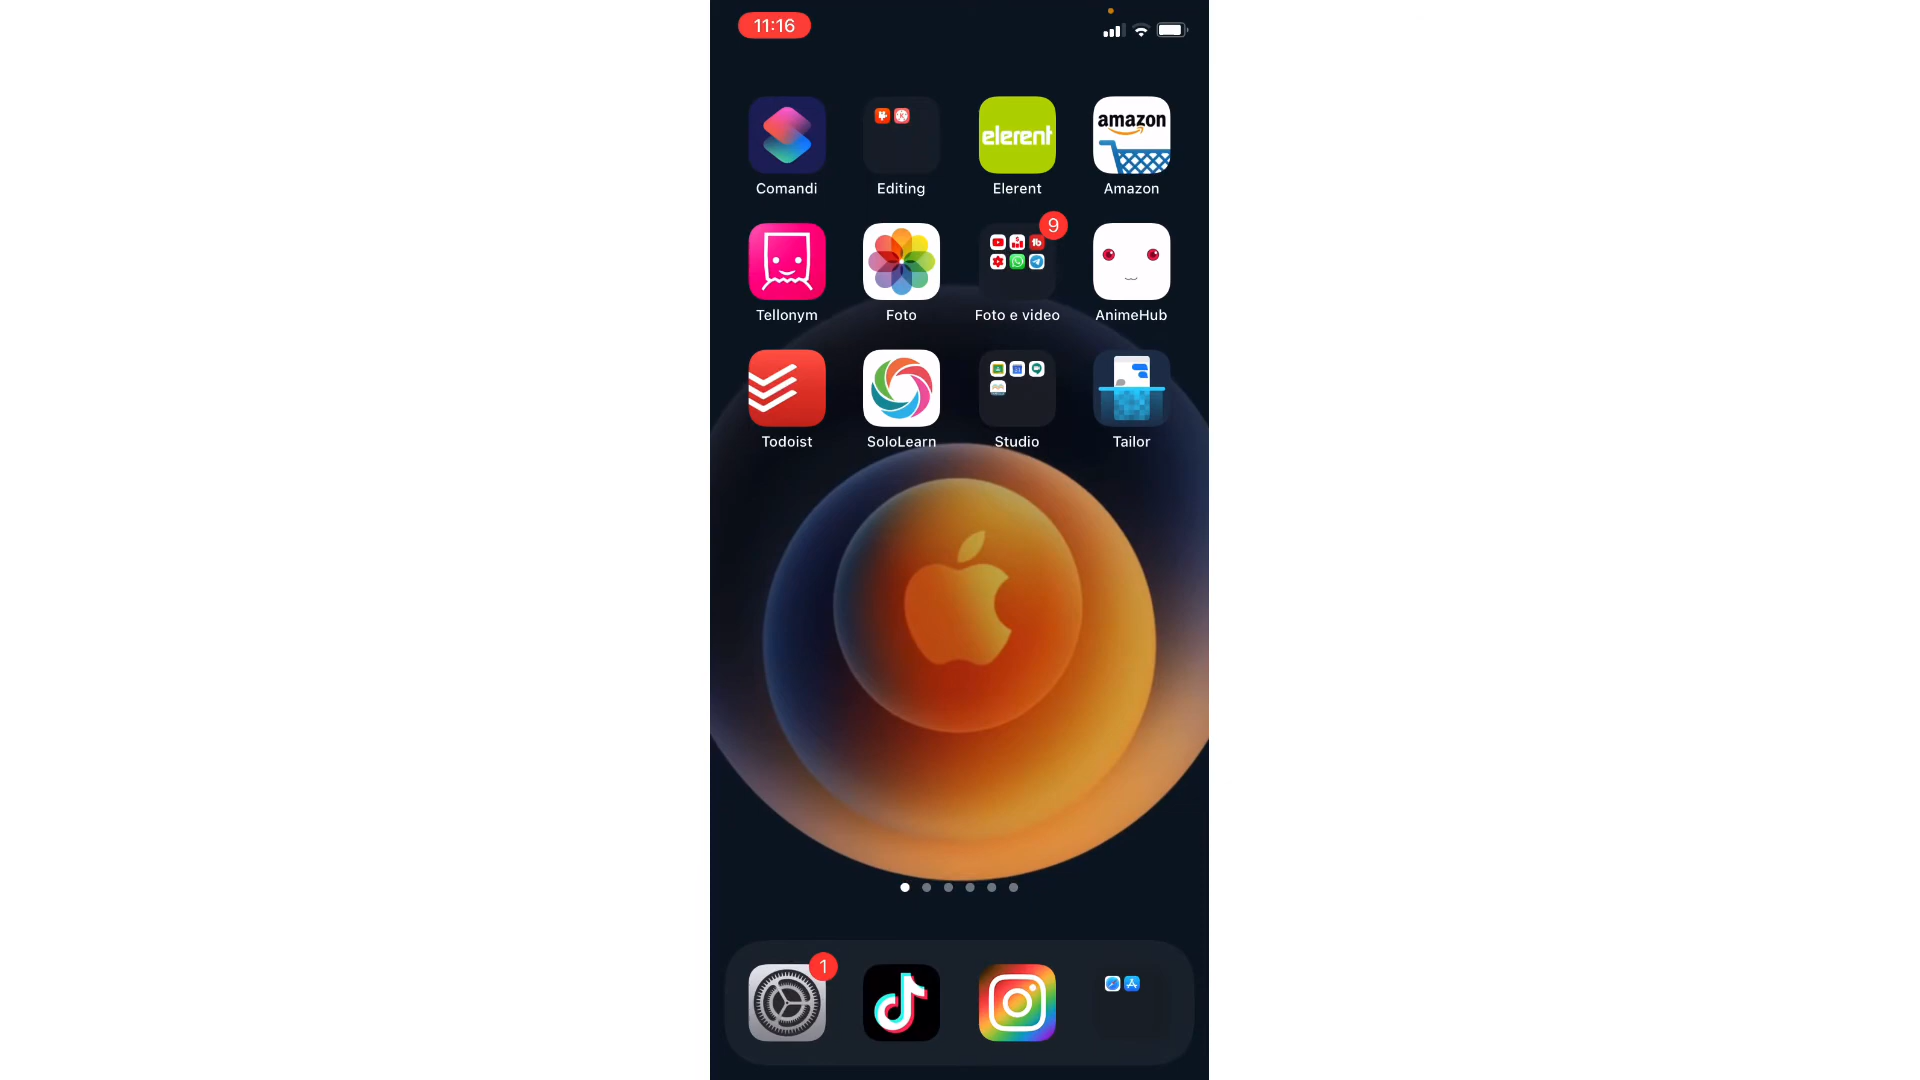 11:16
elerent
amazon
Comandi
Editing
Elerent
Amazon
9
Tellonym
Foto
Foto e video
AnimeHub
Todoist
SoloLearn
Studio
Tailor
1